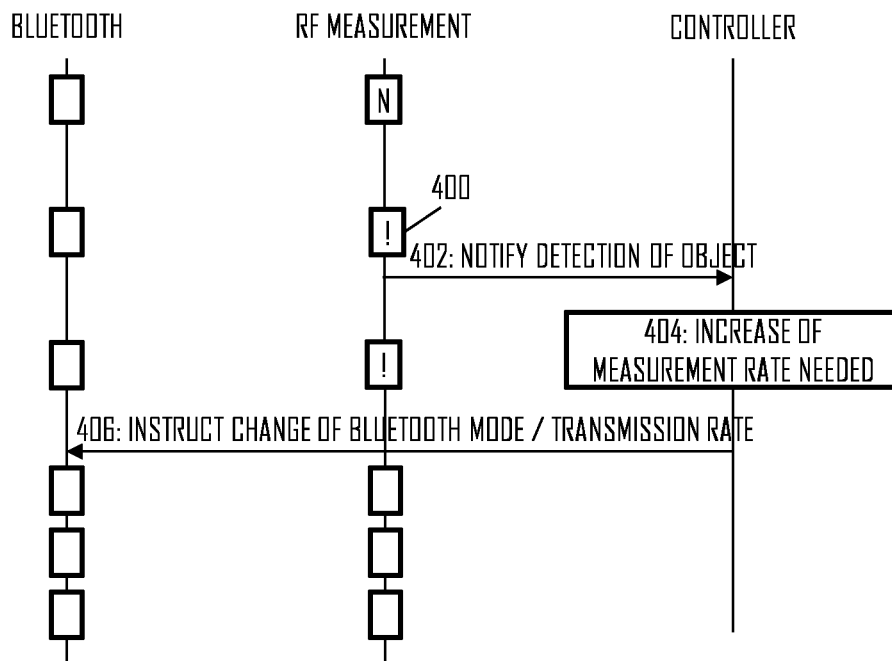 BLUETOOTH
RF MEASUREMENT
CONTROLLER
N
400
!
402: NOTIFY DETECTION OF OBJECT
404: INCREASE OF
MEASUREMENT RATE NEEDED
!
406: INSTRUCT CHANGE OF BLUETOOTH MODE / TRANSMISSION RATE